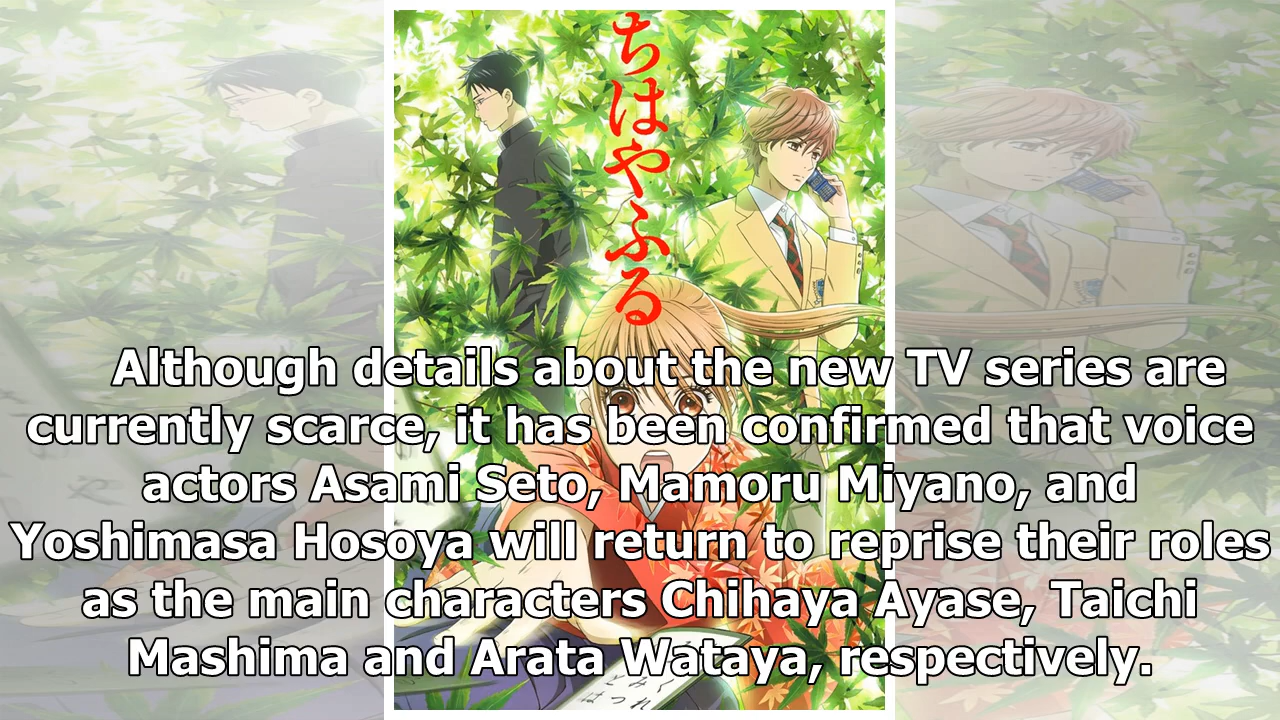 ちはやふる
Although details about the new TV series are
currently scarce, it has been confirmed that voice
actors Asami Seto, Mamoru Miyano, and
Yoshimasa Hosoya will return to reprise their roles
as the main characters Chihaya Ayase, Taichi
Mashima and Arata Wataya, respectively.